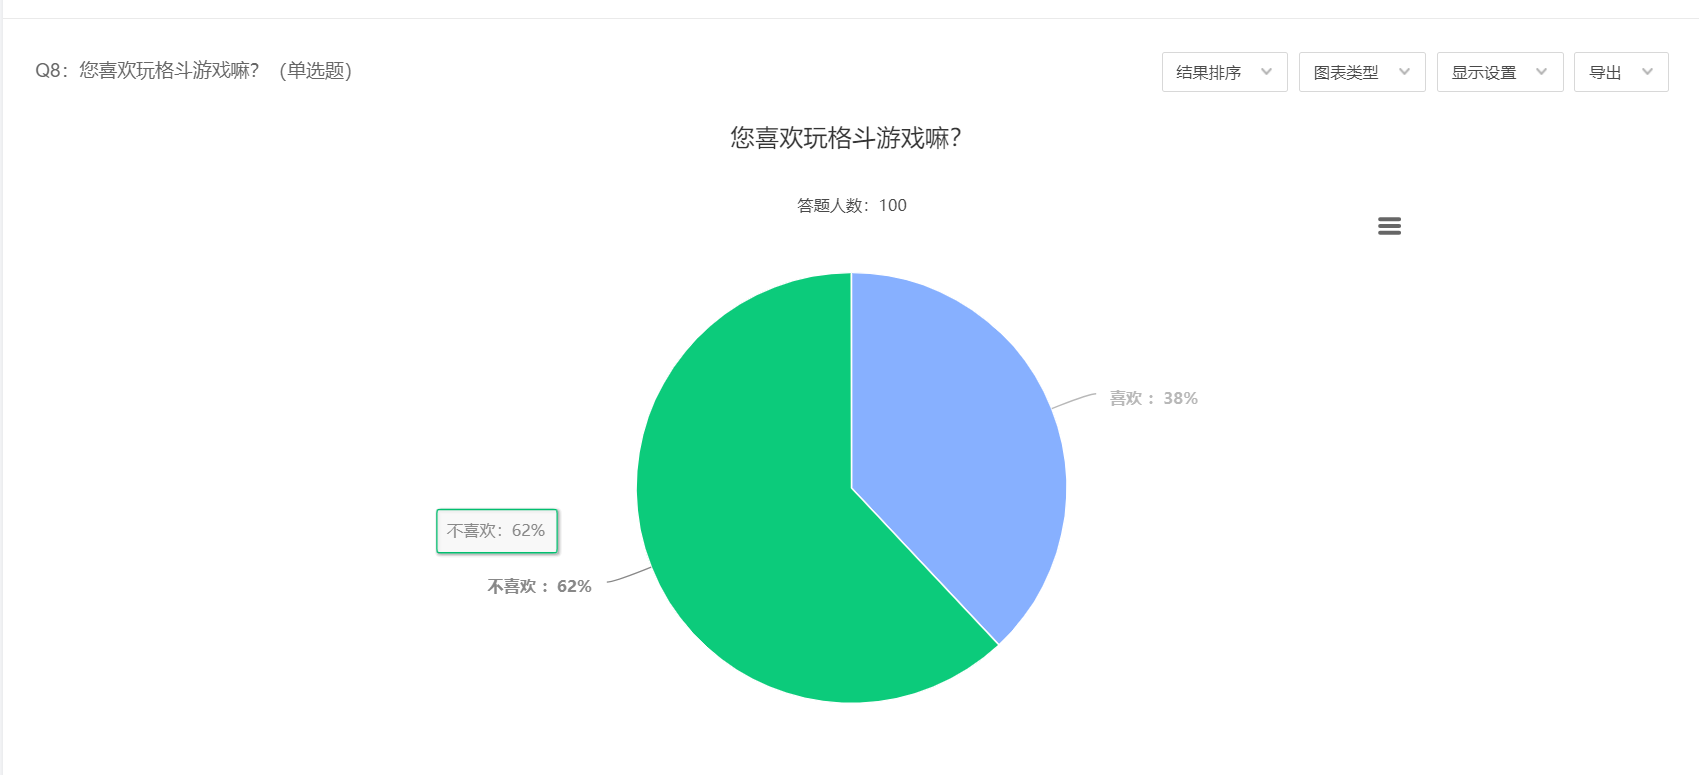 Q8：您喜欢玩格斗游戏嘛？（单选题）
结果排序
图表类型
显示设置
导出
您喜欢玩格斗游戏嘛？
答题人数：100
喜欢： 38%
不喜欢：62%
不喜欢： 62%